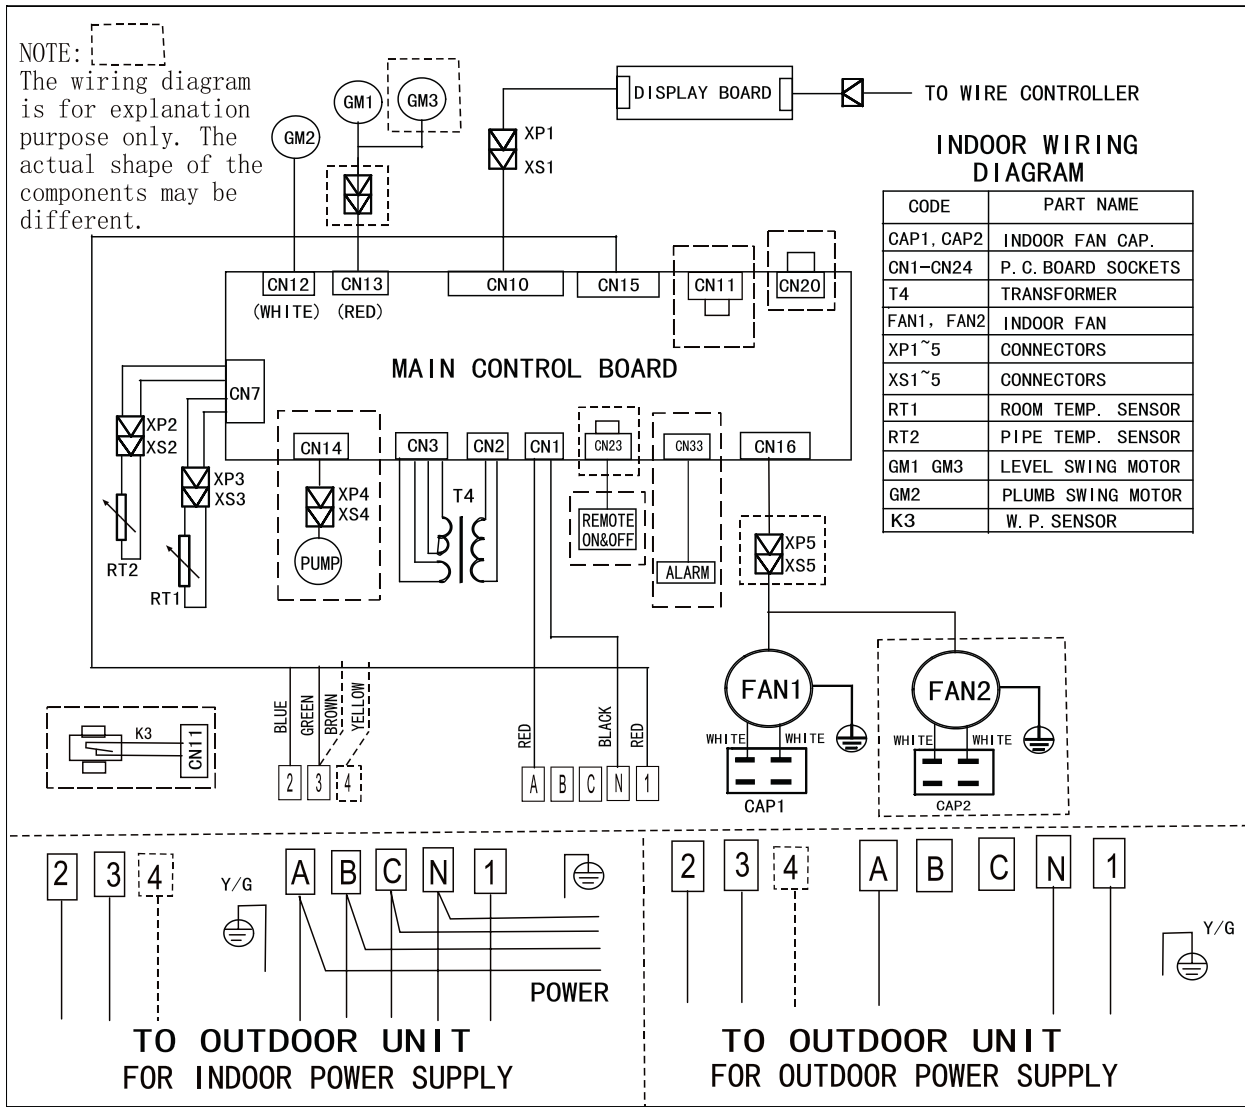 NOTE:
The wiring diagram
is for explanation
purpose only. The
actual shape of the
components may be
different.
GM1
GM3
GM2
XP1
XS1
DISPLAY BOARD
TO WIRE CONTROLLER
INDOOR WIRING
DIAGRAM
CODE PART NAME
CAP1, CAP2 INDOOR FAN CAP.
CN1-CN24 P.C.BOARD SOCKETS
T4 TRANSFORMER
FAN1, FAN2 INDOOR FAN
XP1~5 CONNECTORS
XS1~5 CONNECTORS
RT1 ROOM TEMP. SENSOR
RT2 PIPE TEMP. SENSOR
GM1 GM3 LEVEL SWING MOTOR
GM2 PLUMB SWING MOTOR
K3 W.P.SENSOR
CN12 CN13 CN10 CN15 CN11 CN20
(WHITE) (RED)
MAIN CONTROL BOARD
CN7
XP2
XS2
XP3
XS3
RT2
RT1
CN14 CN3 CN2 CN1 CN23 CN33 CN16
XP4
XS4
PUMP
T4
REMOTE
ON&OFF
ALARM
XP5
XS5
FAN1
FAN2
WHITE WHITE
WHITE WHITE
CAP1
CAP2
BLUE
GREEN
BROWN
YELLOW
RED
BLACK
RED
K3
CN11
2 3 4
A B C N 1
2 3 4
Y/G
A B C N 1
POWER
TO OUTDOOR UNIT
FOR INDOOR POWER SUPPLY
2 3 4 A B C N 1
Y/G
TO OUTDOOR UNIT
FOR OUTDOOR POWER SUPPLY